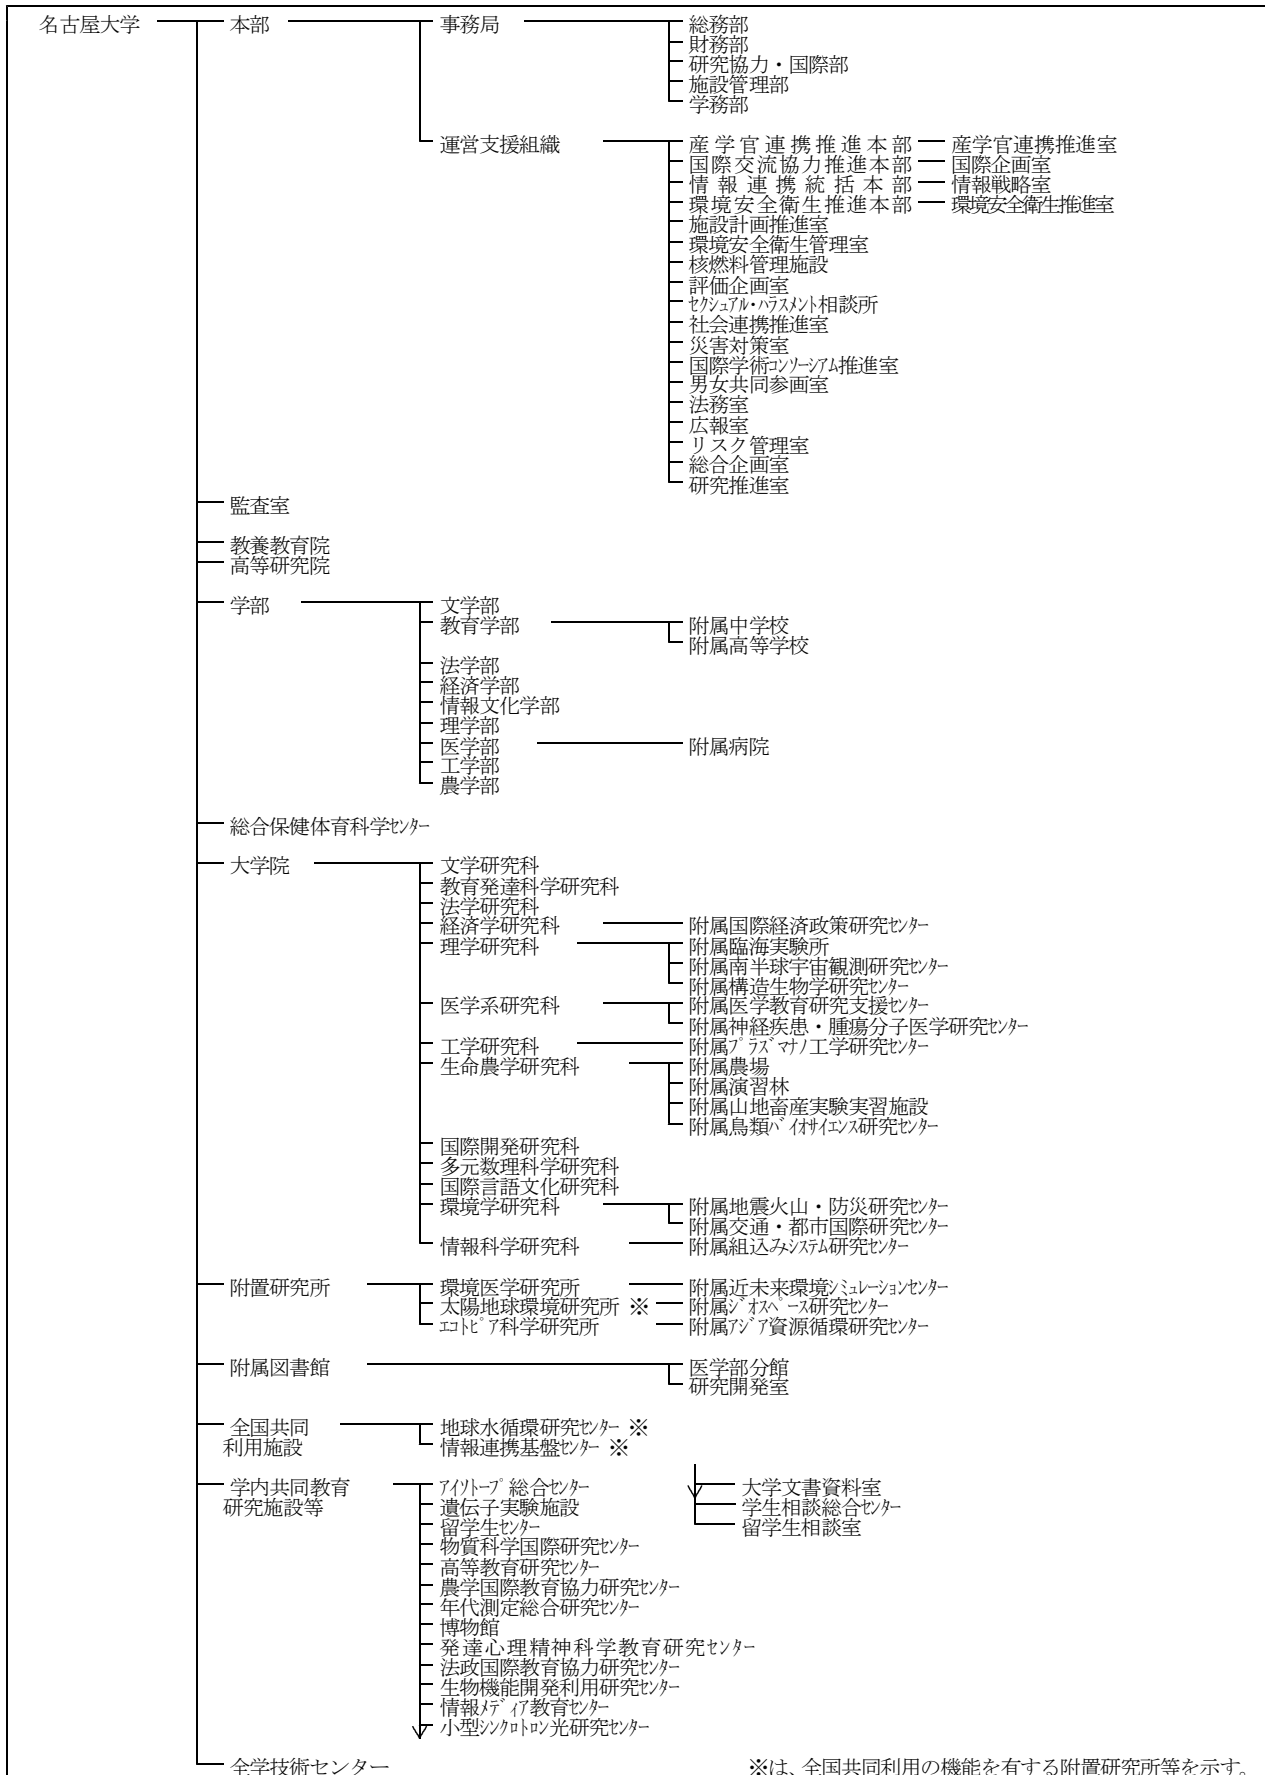 名古屋大学 本部 事務局 総務部
財務部
研究協力・国際部
施設管理部
学務部
運営支援組織 産学官連携推進本部 産学官連携推進室
国際交流協力推進本部 国際企画室
情報連携統括本部 情報戦略室
環境安全衛生推進本部 環境安全衛生推進室
施設計画推進室
環境安全衛生管理室
核燃料管理施設
評価企画室
セクシュアル・ハラスメント相談所
社会連携推進室
災害対策室
国際学術コンソーシアム推進室
男女共同参画室
法務室
広報室
リスク管理室
総合企画室
研究推進室
監査室
教養教育院
高等研究院
学部 文学部
教育学部 附属中学校
附属高等学校
法学部
経済学部
情報文化学部
理学部
医学部 附属病院
工学部
農学部
総合保健体育科学センター
大学院 文学研究科
教育発達科学研究科
法学研究科
経済学研究科 附属国際経済政策研究センター
理学研究科 附属臨海実験所
附属南半球宇宙観測研究センター
附属構造生物学研究センター
医学系研究科 附属医学教育研究支援センター
附属神経疾患・腫瘍分子医学研究センター
工学研究科 附属プラズマナノ工学研究センター
生命農学研究科 附属農場
附属演習林
附属山地畜産実験実習施設
附属鳥類バイオサイエンス研究センター
国際開発研究科
多元数理科学研究科
国際言語文化研究科
環境学研究科 附属地震火山・防災研究センター
附属交通・都市国際研究センター
情報科学研究科 附属組込みシステム研究センター
附置研究所 環境医学研究所 附属近未来環境シミュレーションセンター
太陽地球環境研究所 ※ 附属ジオスペース研究センター
エコトピア科学研究所 附属アジア資源循環研究センター
附属図書館 医学部分館
研究開発室
全国共同 地球水循環研究センター ※
利用施設 情報連携基盤センター ※
学内共同教育 アイソトープ総合センター 大学文書資料室
研究施設等 遺伝子実験施設 学生相談総合センター
留学生センター 留学生相談室
物質科学国際研究センター
高等教育研究センター
農学国際教育協力研究センター
年代測定総合研究センター
博物館
発達心理精神科学教育研究センター
法政国際教育協力研究センター
生物機能開発利用研究センター
情報メディア教育センター
小型シンクロトロン光研究センター
全学技術センター ※は、全国共同利用の機能を有する附置研究所等を示す。